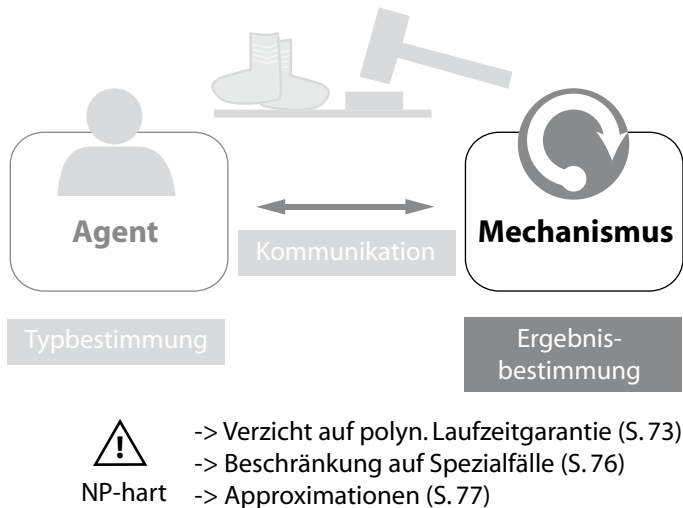 Agent
Mechanismus
Kommunikation
Typbestimmung
Ergebnis-
bestimmung
!
NP-hart
-> Verzicht auf polyn. Laufzeitgarantie (S. 73)
-> Beschränkung auf Spezialfälle (S. 76)
-> Approximationen (S. 77)